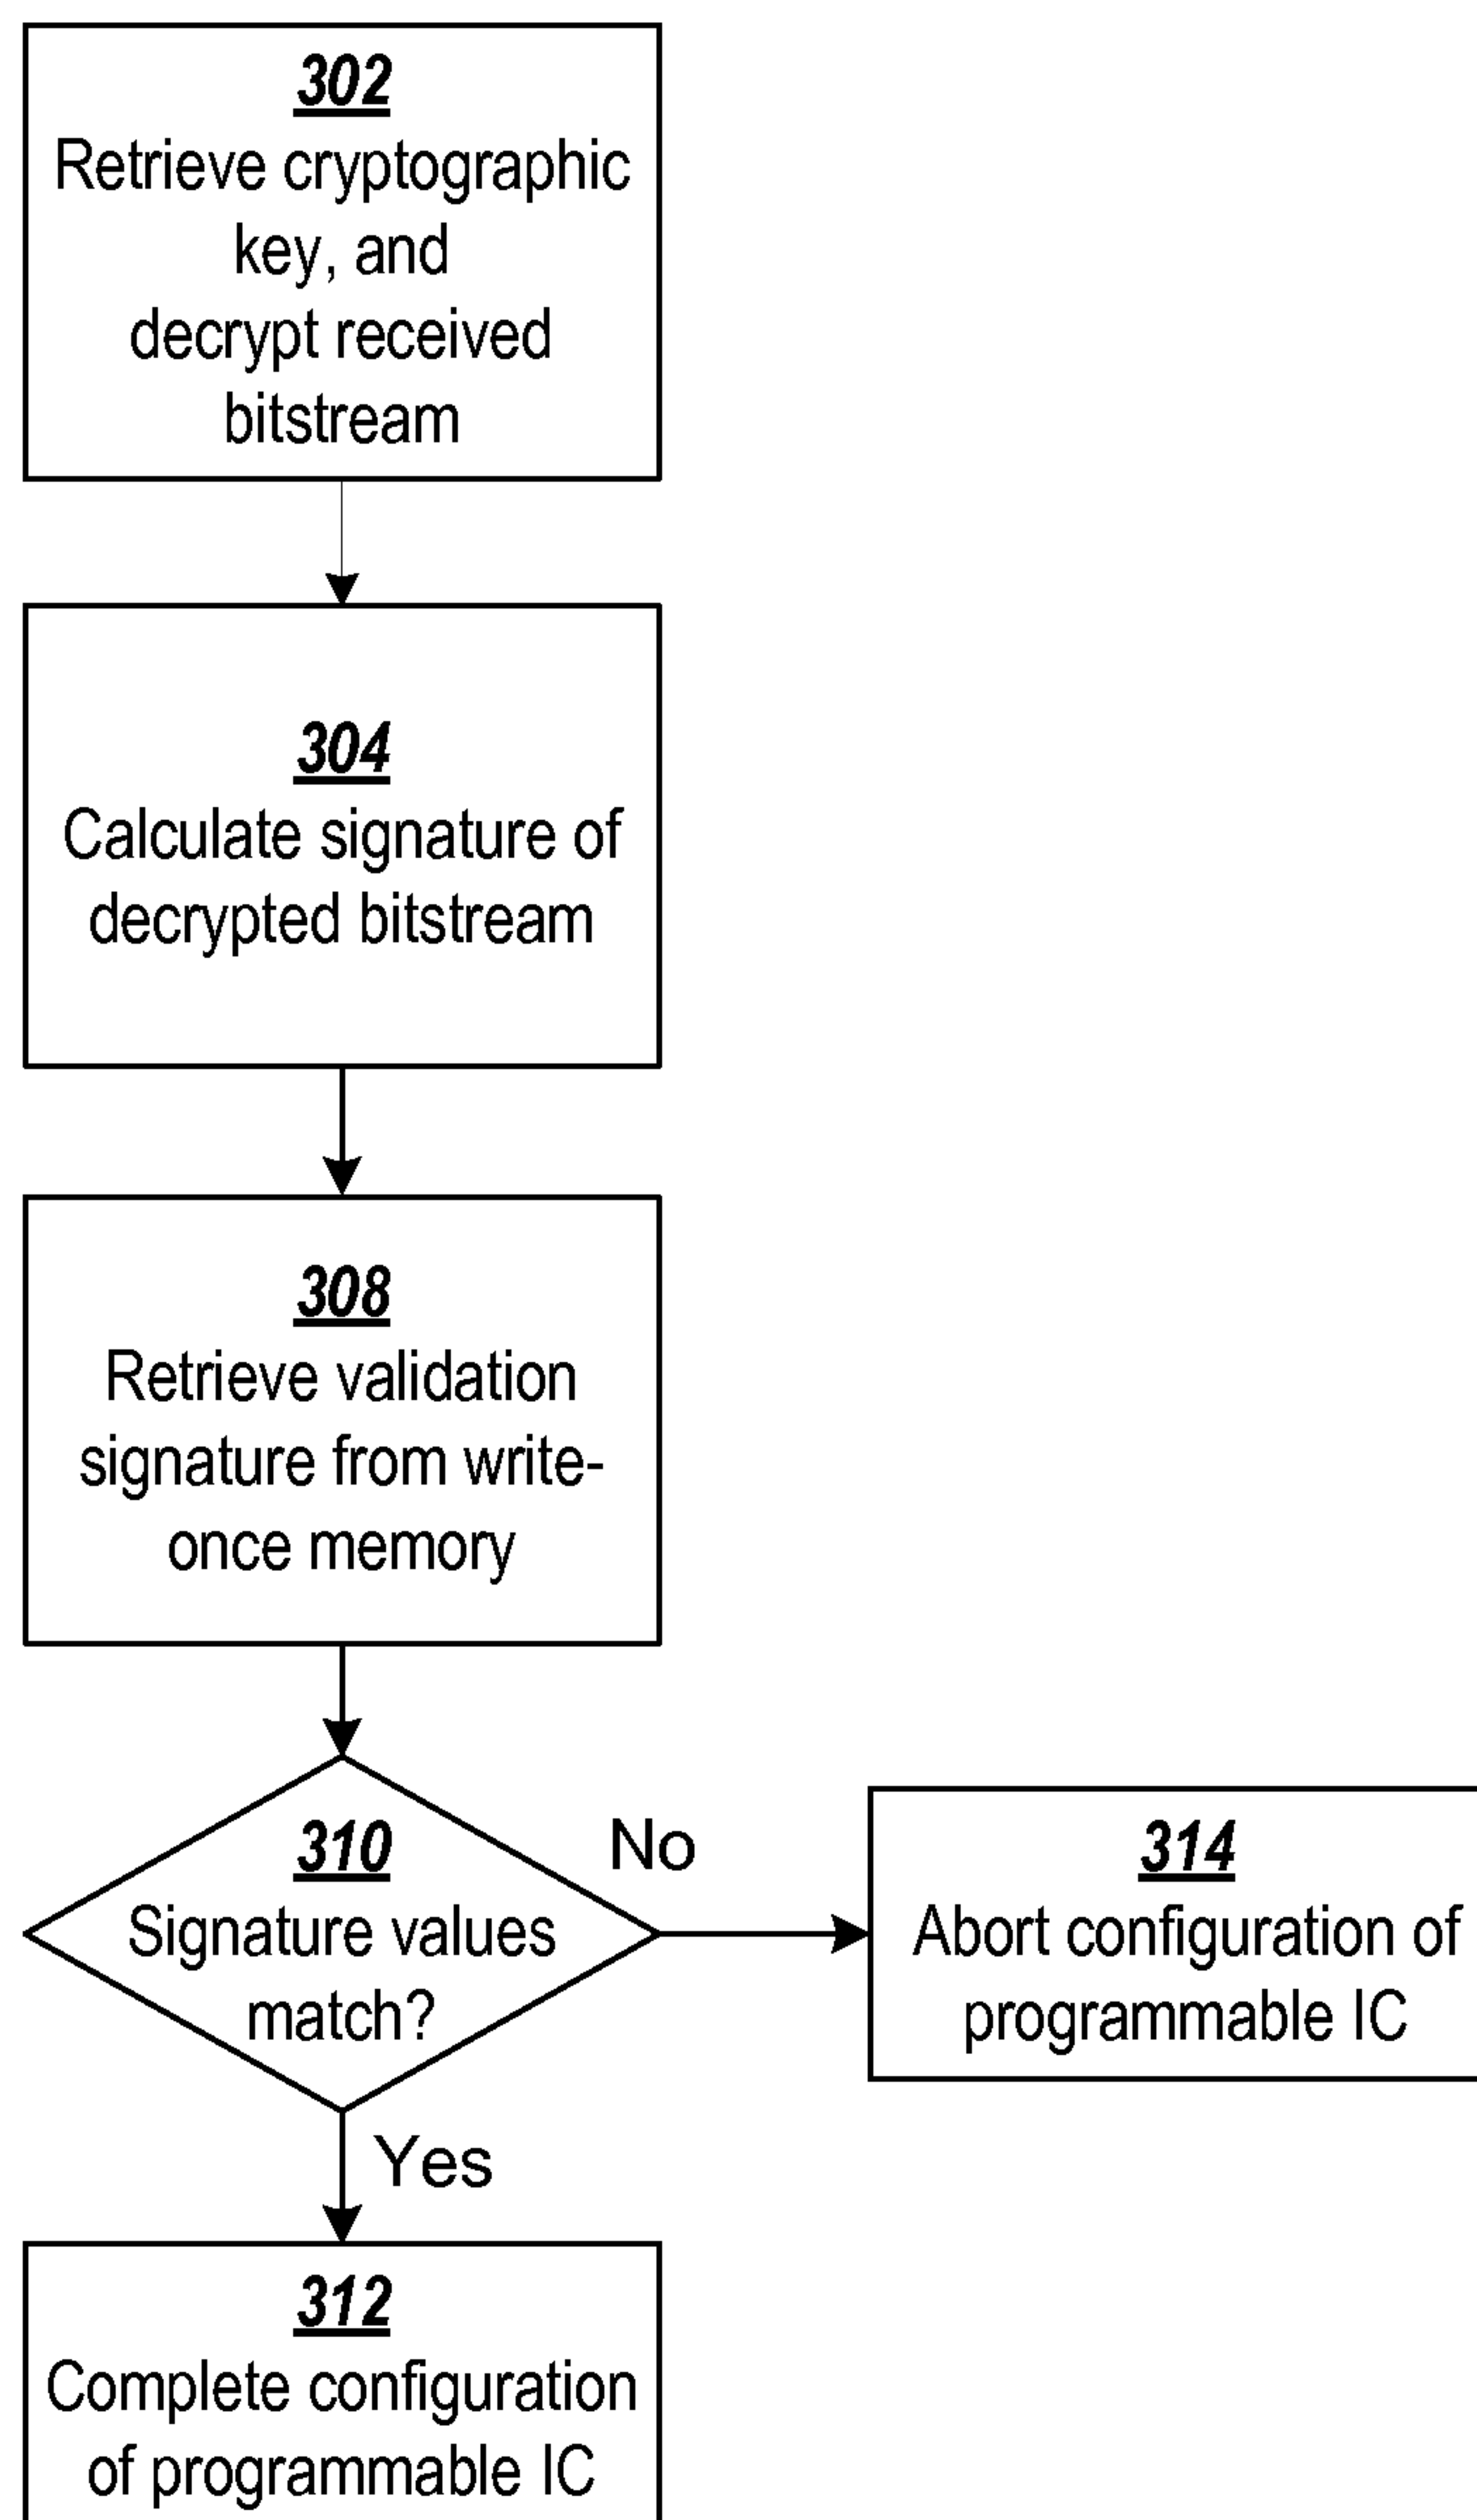 302
Retrieve cryptographic
key, and
decrypt received
bitstream
304
Calculate signature of
decrypted bitstream
308
Retrieve validation
signature from write-
once memory
310
Signature values
match?
No
314
Abort configuration of
programmable IC
Yes
312
Complete configuration
of programmable IC